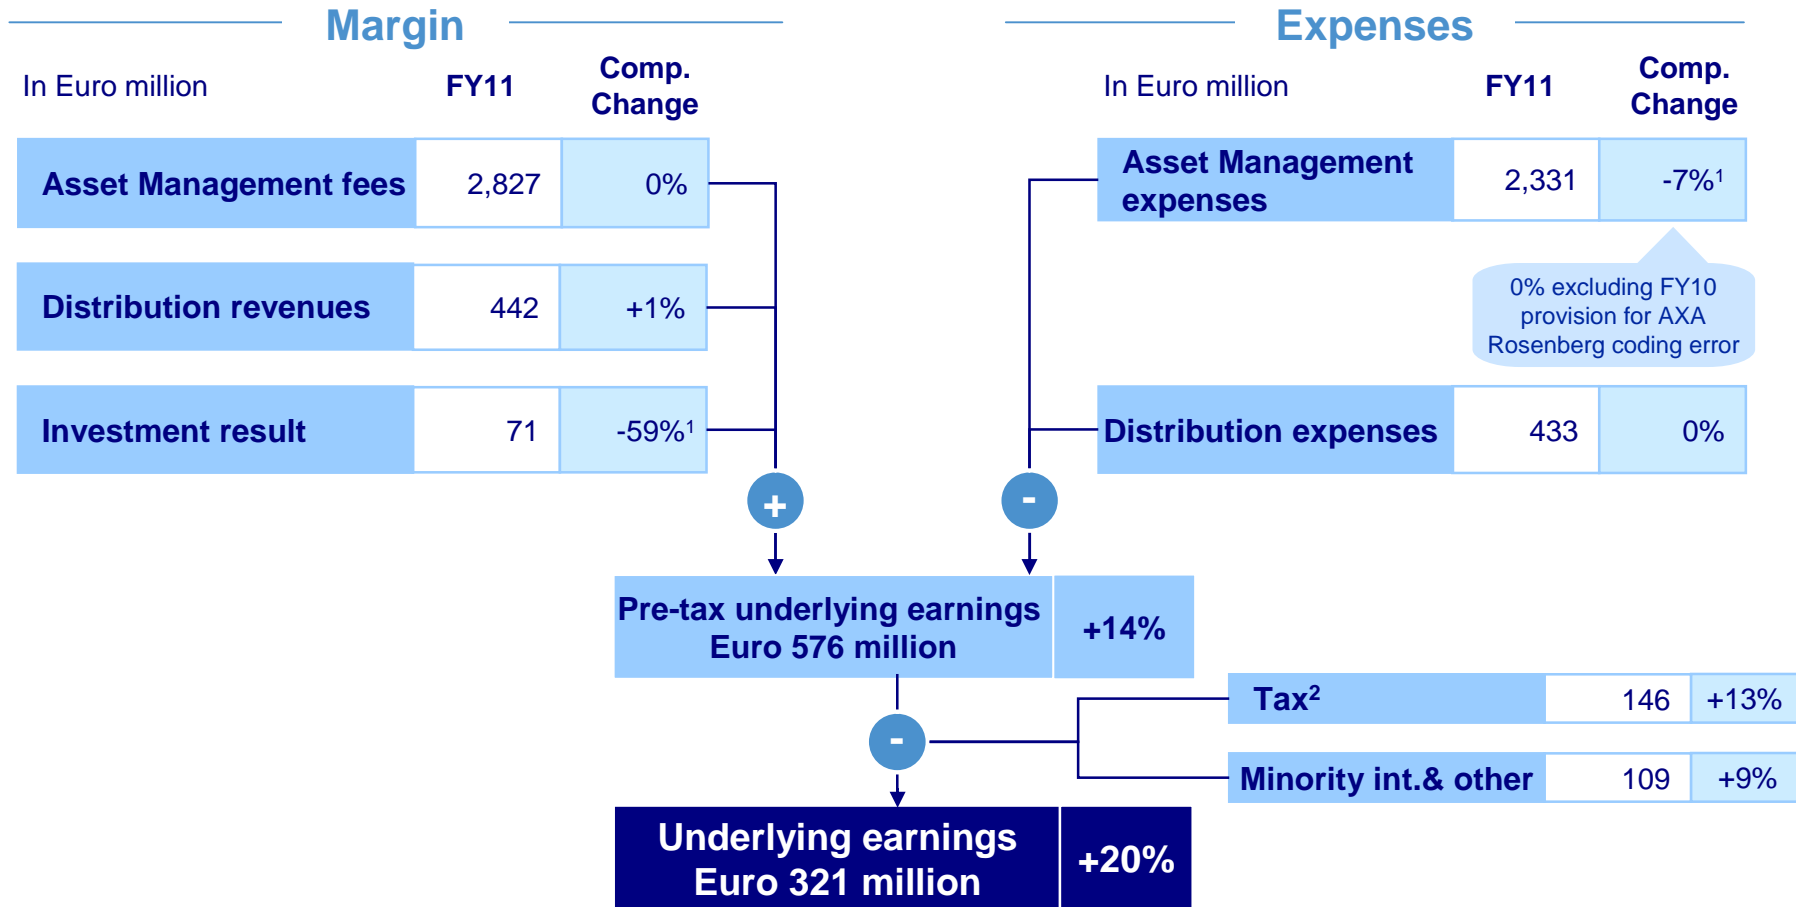 Margin
In Euro million FY11 Comp. Change
Asset Management fees 2,827 0%
Distribution revenues 442 +1%
Investment result 71 -59%¹
+
Expenses
In Euro million FY11 Comp. Change
Asset Management expenses 2,331 -7%¹
0% excluding FY10
provision for AXA
Rosenberg coding error
Distribution expenses 433 0%
-
Pre-tax underlying earnings
Euro 576 million
+14%
-
Tax² 146 +13%
Minority int.& other 109 +9%
Underlying earnings
Euro 321 million
+20%